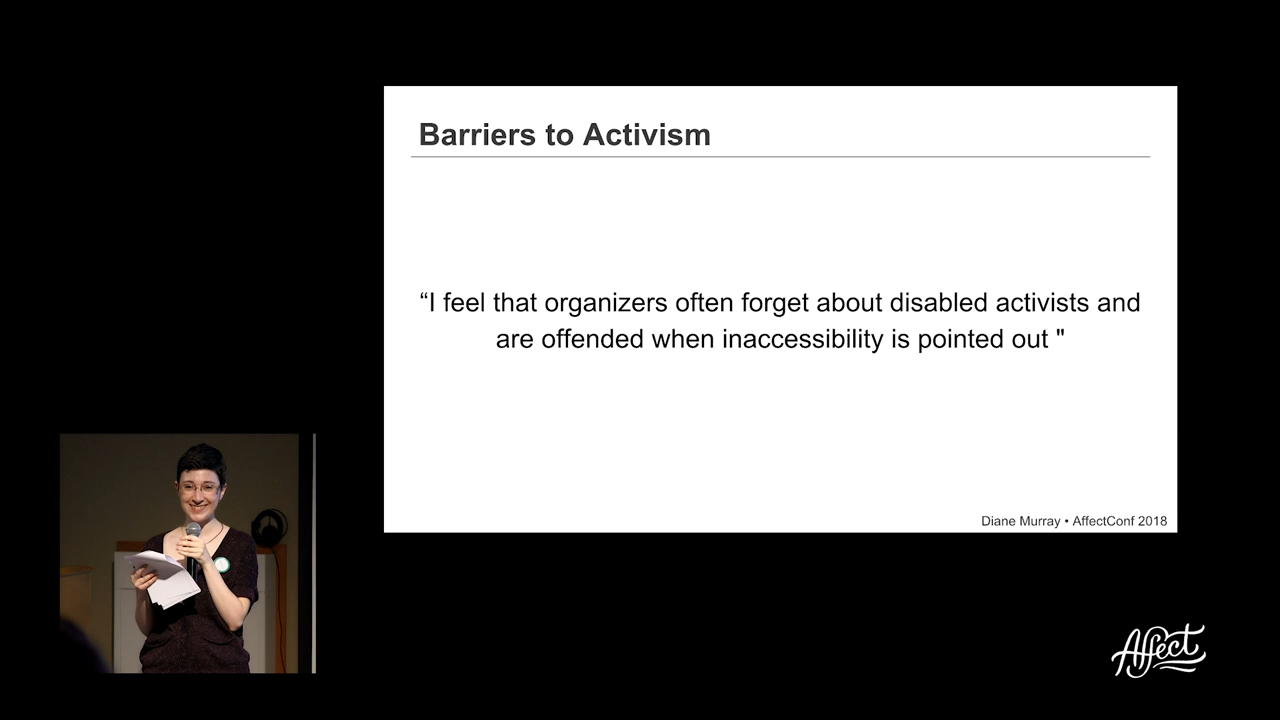 Barriers to Activism
“I feel that organizers often forget about disabled activists and
are offended when inaccessibility is pointed out "
Diane Murray • AffectConf 2018
Affect